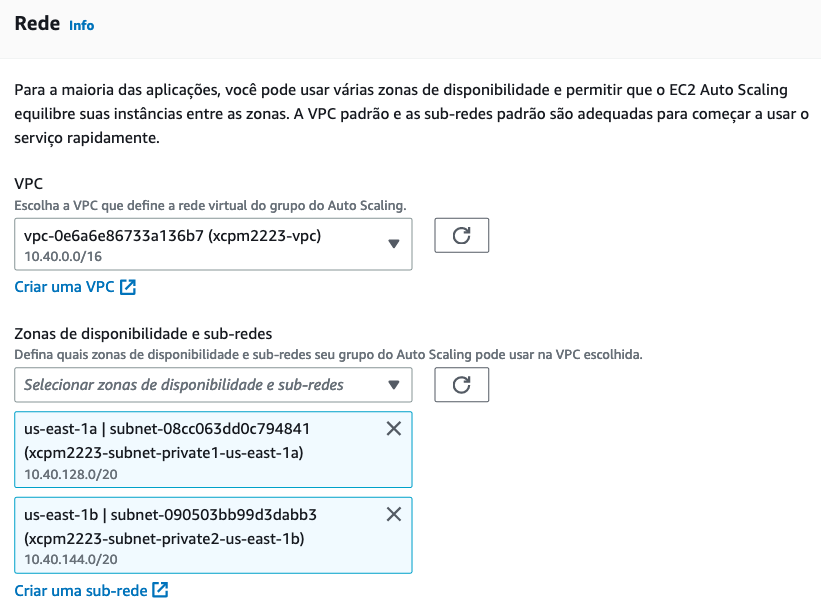 Rede Info
Para a maioria das aplicações, você pode usar várias zonas de disponibilidade e permitir que o EC2 Auto Scaling
equilibre suas instâncias entre as zonas. A VPC padrão e as sub-redes padrão são adequadas para começar a usar o
serviço rapidamente.
VPC
Escolha a VPC que define a rede virtual do grupo do Auto Scaling.
vpc-0e6a6e86733a136b7 (xcpm2223-vpc)
10.40.0.0/16
Criar uma VPC
Zonas de disponibilidade e sub-redes
Defina quais zonas de disponibilidade e sub-redes seu grupo do Auto Scaling pode usar na VPC escolhida.
Selecionar zonas de disponibilidade e sub-redes
us-east-1a | subnet-08cc063dd0c794841
(xcpm2223-subnet-private1-us-east-1a)
10.40.128.0/20
us-east-1b | subnet-090503bb99d3dabb3
(xcpm2223-subnet-private2-us-east-1b)
10.40.144.0/20
Criar uma sub-rede